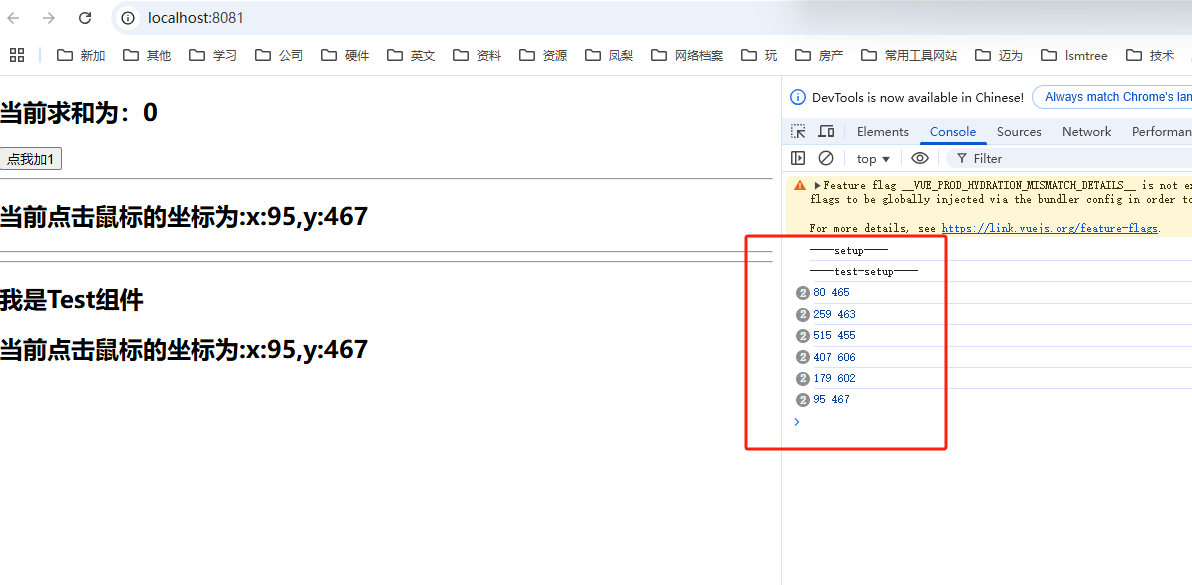 localhost:8081
新加 其他 学习 公司 硬件 英文 资料 资源 凤梨 网络档案 玩 房产 常用工具网站 迈为 lsmtree 技术
当前求和为：0
点我加1
当前点击鼠标的坐标为:x:95,y:467
我是Test组件
当前点击鼠标的坐标为:x:95,y:467
DevTools is now available in Chinese! Always match Chrome's lan
Elements Console Sources Network Performan
top Filter
Feature flag __VUE_PROD_HYDRATION_MISMATCH_DETAILS__ is not ex
flags to be globally injected via the bundler config in order to
For more details, see https://link.vuejs.org/feature-flags.
----setup----
----test-setup----
2 80 465
2 259 463
2 515 455
2 407 606
2 179 602
2 95 467